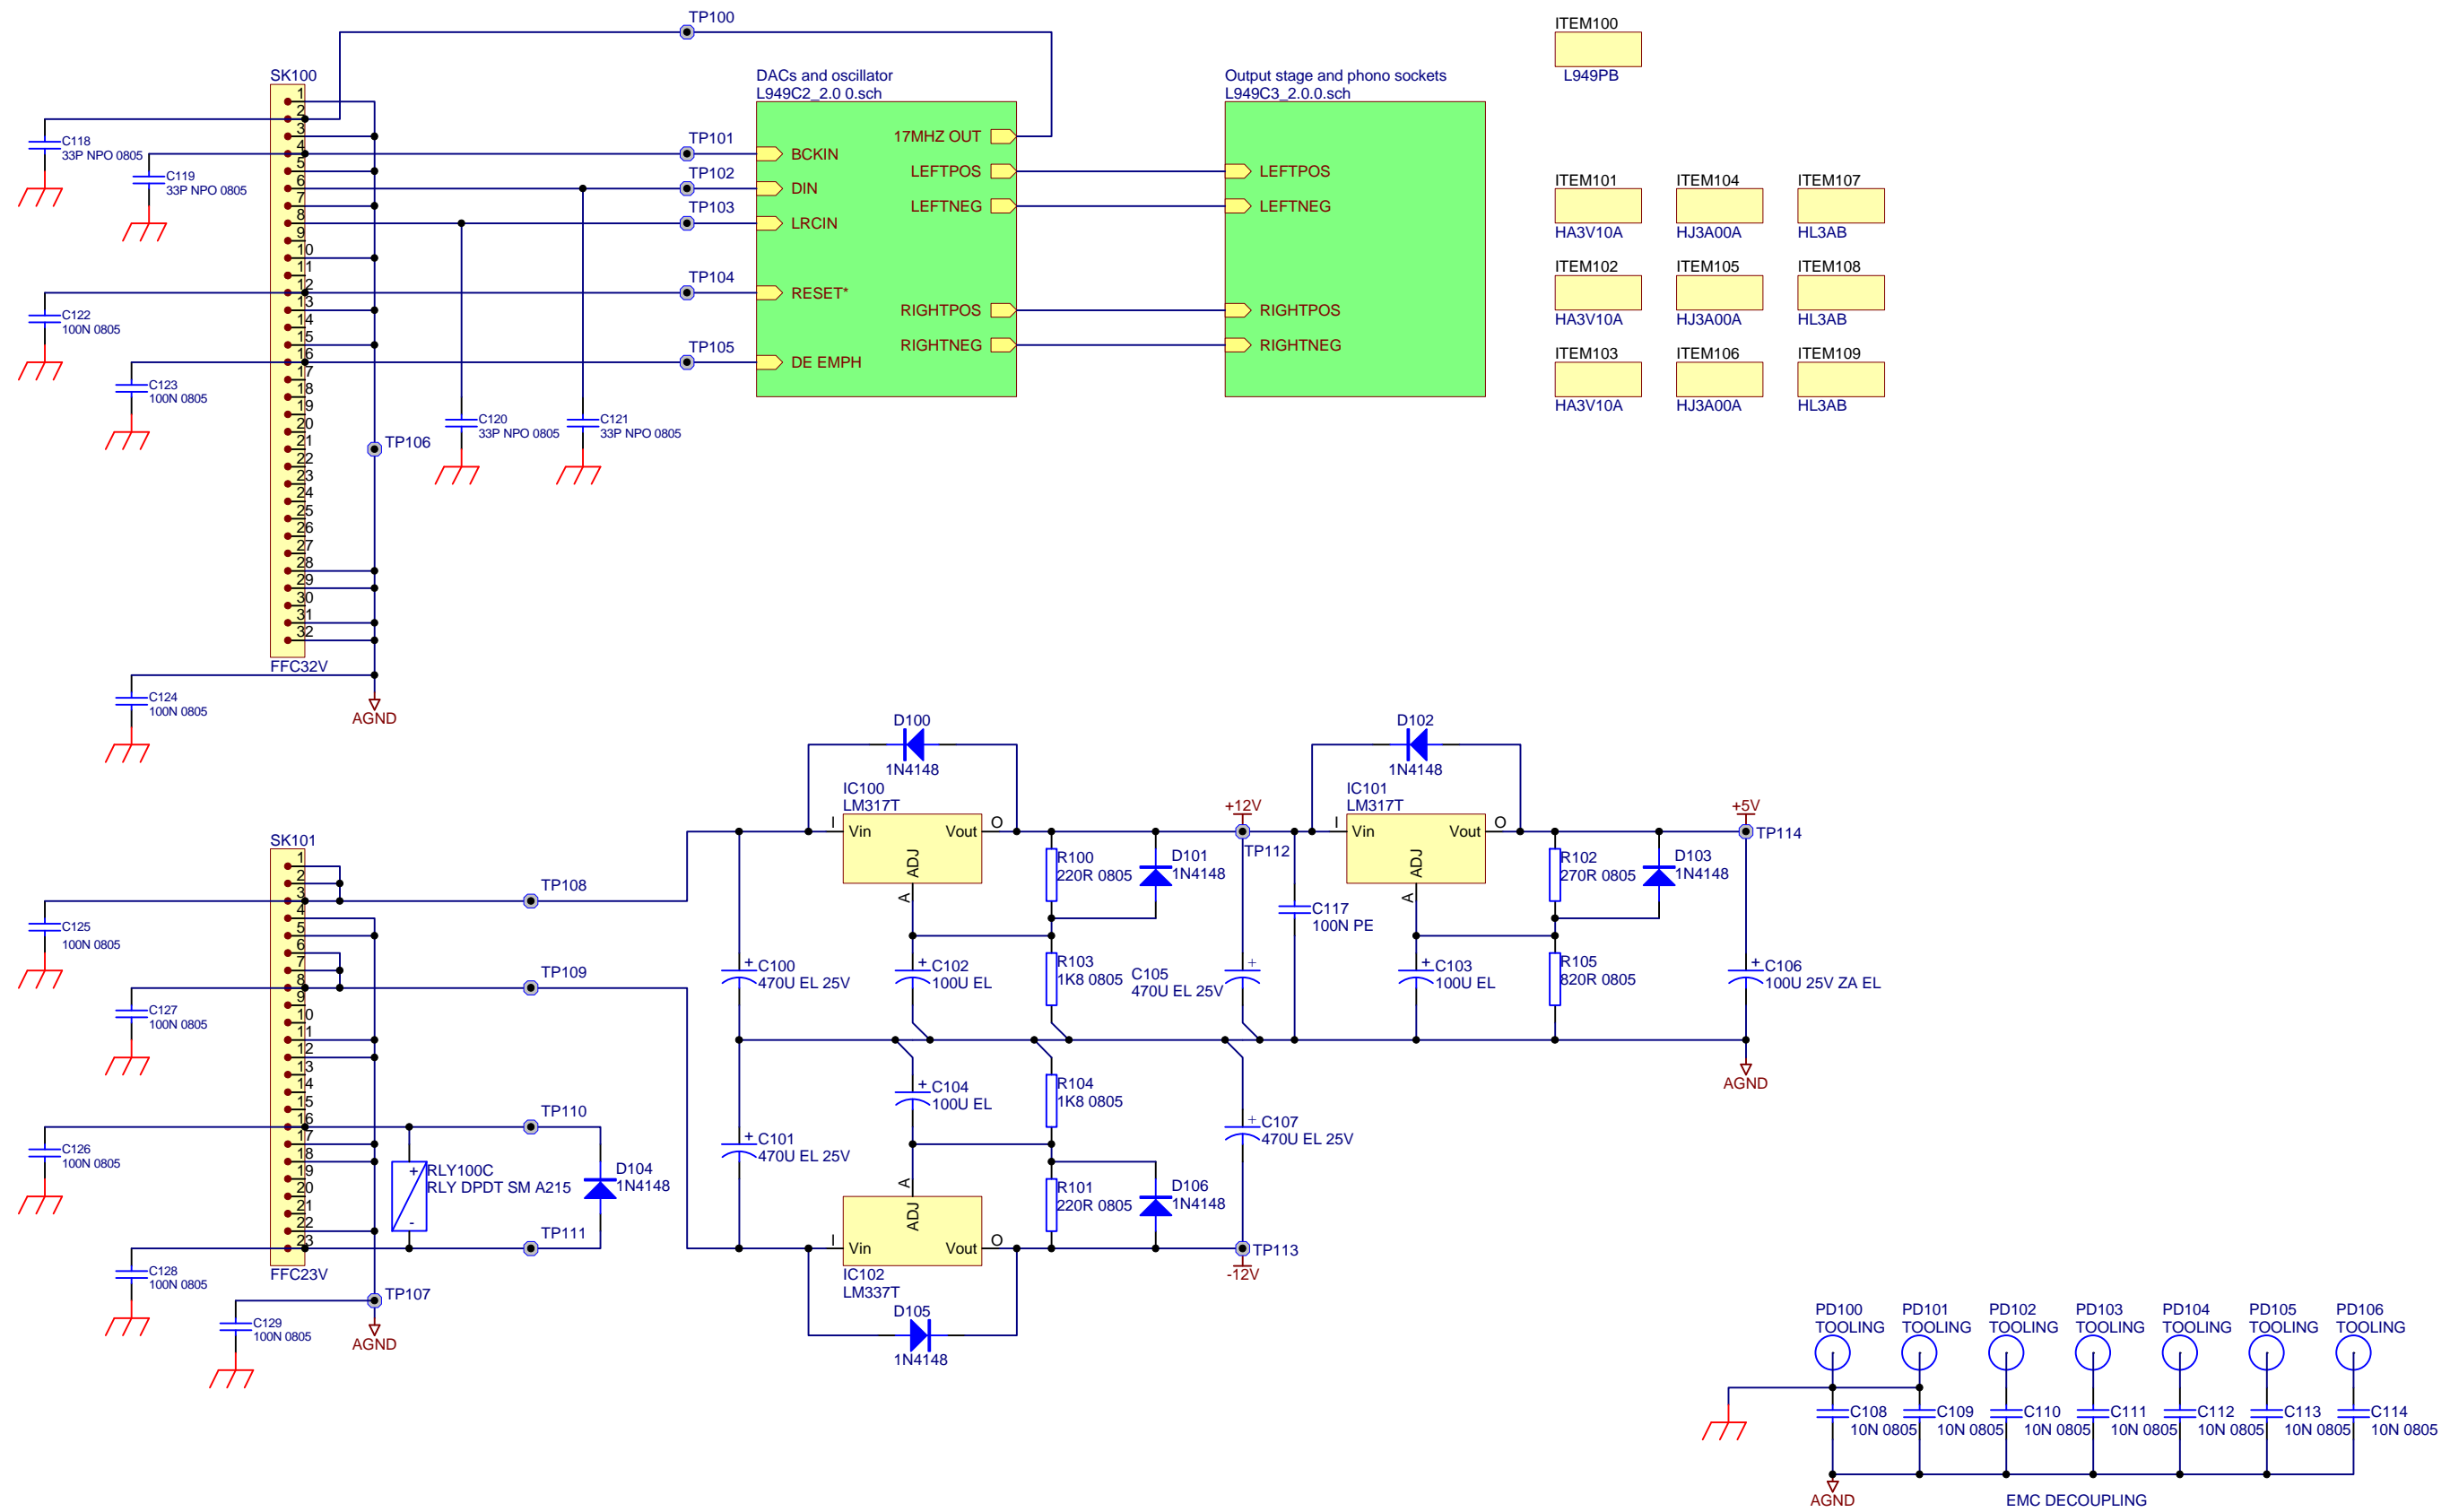 TP100
SK100
1
2
3
4
5
6
7
8
9
10
11
12
13
14
15
16
17
18
19
20
21
22
23
24
25
26
27
28
29
30
31
32
FFC32V
C118
33P NPO 0805
C119
33P NPO 0805
C122
100N 0805
C123
100N 0805
C124
100N 0805
AGND
TP106
TP101
TP102
TP103
TP104
TP105
C120
33P NPO 0805
C121
33P NPO 0805
DACs and oscillator
L949C2_2.0 0.sch
17MHZ OUT
BCKIN
LEFTPOS
DIN
LEFTNEG
LRCIN
RESET*
RIGHTPOS
RIGHTNEG
DE EMPH
Output stage and phono sockets
L949C3_2.0.0.sch
LEFTPOS
LEFTNEG
RIGHTPOS
RIGHTNEG
ITEM100
L949PB
ITEM101
HA3V10A
ITEM104
HJ3A00A
ITEM107
HL3AB
ITEM102
HA3V10A
ITEM105
HJ3A00A
ITEM108
HL3AB
ITEM103
HA3V10A
ITEM106
HJ3A00A
ITEM109
HL3AB
SK101
1
2
3
4
5
6
7
8
9
10
11
12
13
14
15
16
17
18
19
20
21
22
23
FFC23V
C125
100N 0805
C127
100N 0805
C126
100N 0805
C128
100N 0805
C129
100N 0805
TP107
AGND
TP108
TP109
TP110
TP111
+
RLY100C
RLY DPDT SM A215
-
D104
1N4148
D100
1N4148
IC100
LM317T
I
Vin
Vout
O
ADJ
A
R100
220R 0805
D101
1N4148
+12V
TP112
+
C100
470U EL 25V
+
C102
100U EL
R103
1K8 0805
C105
470U EL 25V
+
C117
100N PE
D102
1N4148
IC101
LM317T
I
Vin
Vout
O
ADJ
A
R102
270R 0805
D103
1N4148
+5V
TP114
+
C103
100U EL
R105
820R 0805
+
C106
100U 25V ZA EL
AGND
+
C101
470U EL 25V
+
C104
100U EL
R104
1K8 0805
+
C107
470U EL 25V
A
ADJ
I
Vin
Vout
O
IC102
LM337T
R101
220R 0805
D106
1N4148
TP113
-12V
D105
1N4148
PD100
TOOLING
PD101
TOOLING
PD102
TOOLING
PD103
TOOLING
PD104
TOOLING
PD105
TOOLING
PD106
TOOLING
C108
10N 0805
C109
10N 0805
C110
10N 0805
C111
10N 0805
C112
10N 0805
C113
10N 0805
C114
10N 0805
AGND
EMC DECOUPLING